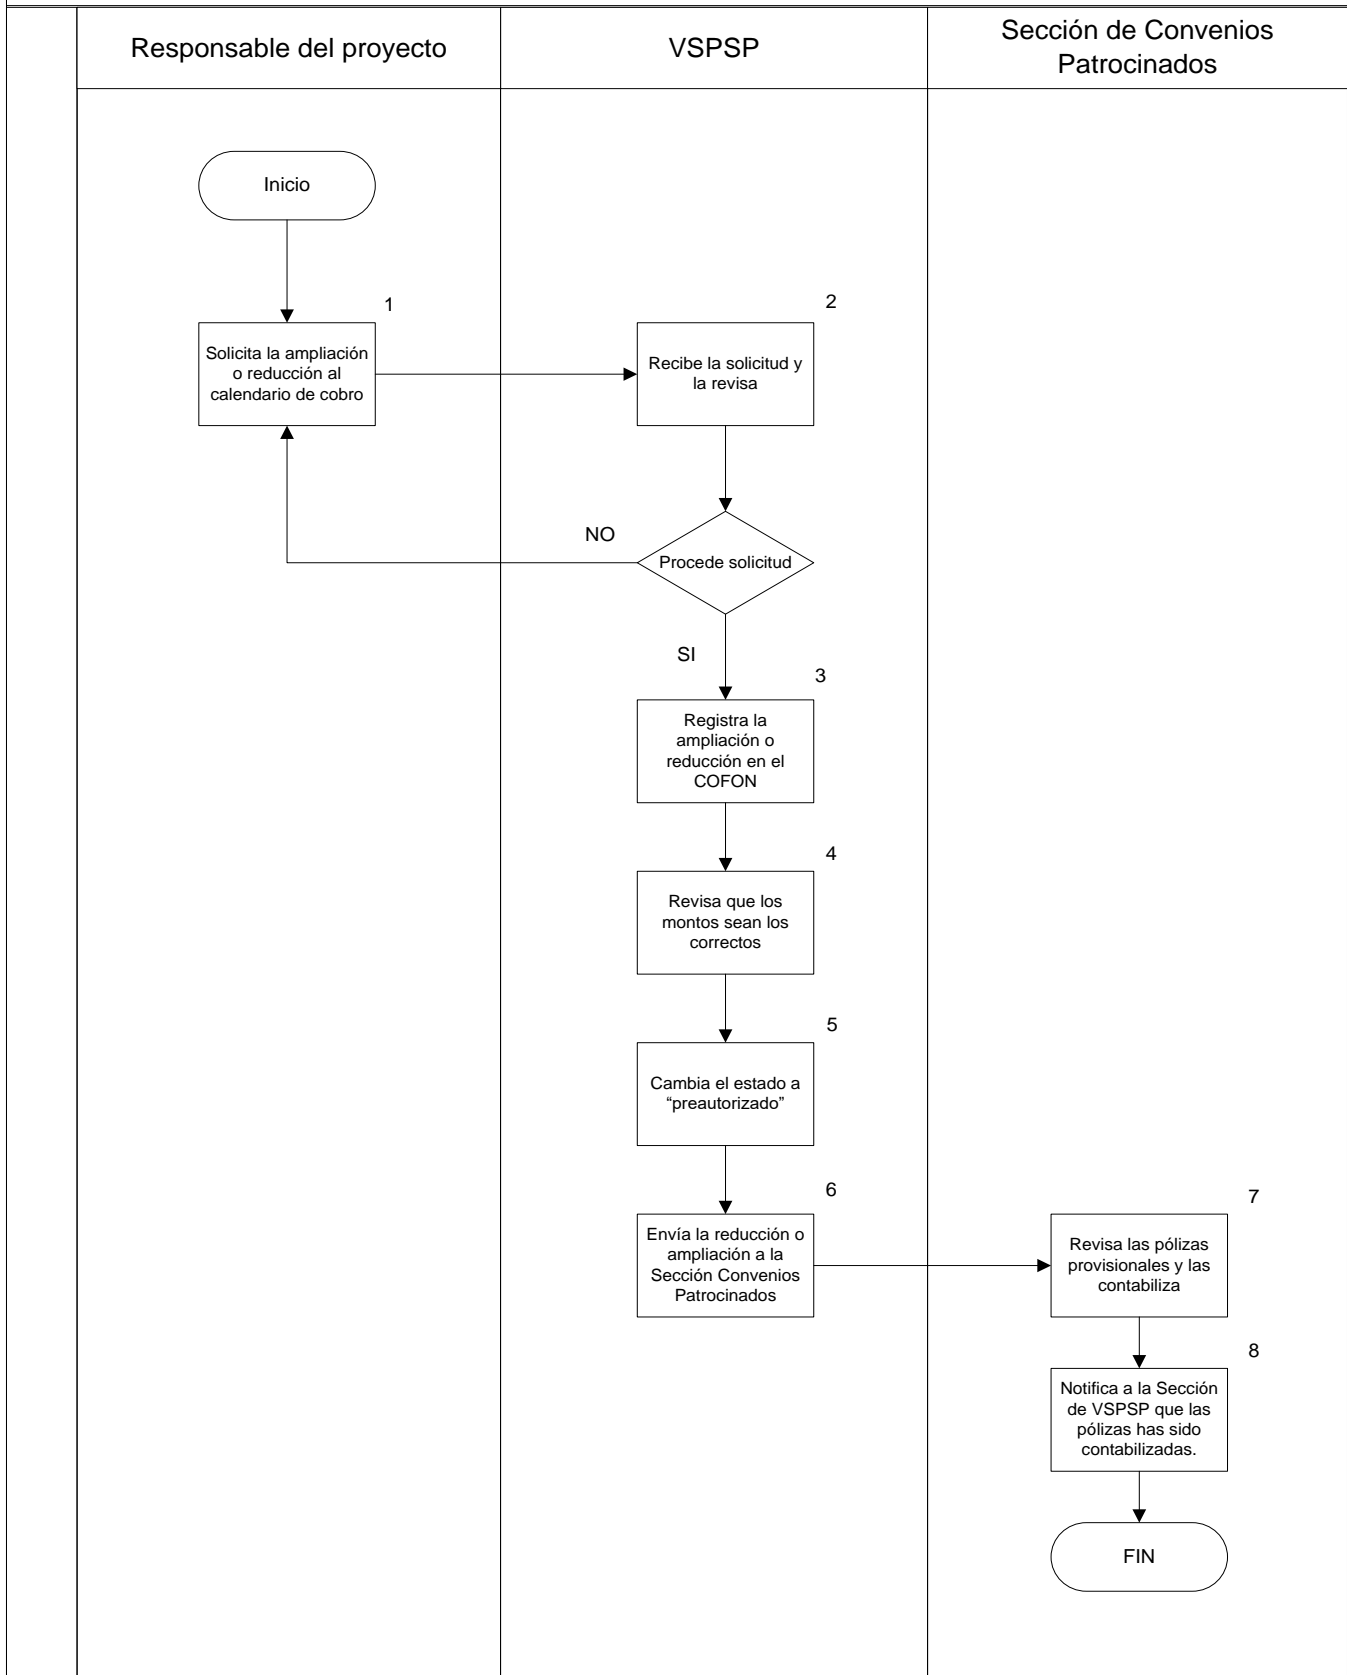 Responsable del proyecto
VSPSP
Sección de Convenios
Patrocinados
Inicio
1
Solicita la ampliación
o reducción al
calendario de cobro
2
Recibe la solicitud y
la revisa
NO
Procede solicitud
SI
3
Registra la
ampliación o
reducción en el
COFON
4
Revisa que los
montos sean los
correctos
5
Cambia el estado a
“preautorizado”
6
Envía la reducción o
ampliación a la
Sección Convenios
Patrocinados
7
Revisa las pólizas
provisionales y las
contabiliza
8
Notifica a la Sección
de VSPSP que las
pólizas has sido
contabilizadas.
FIN